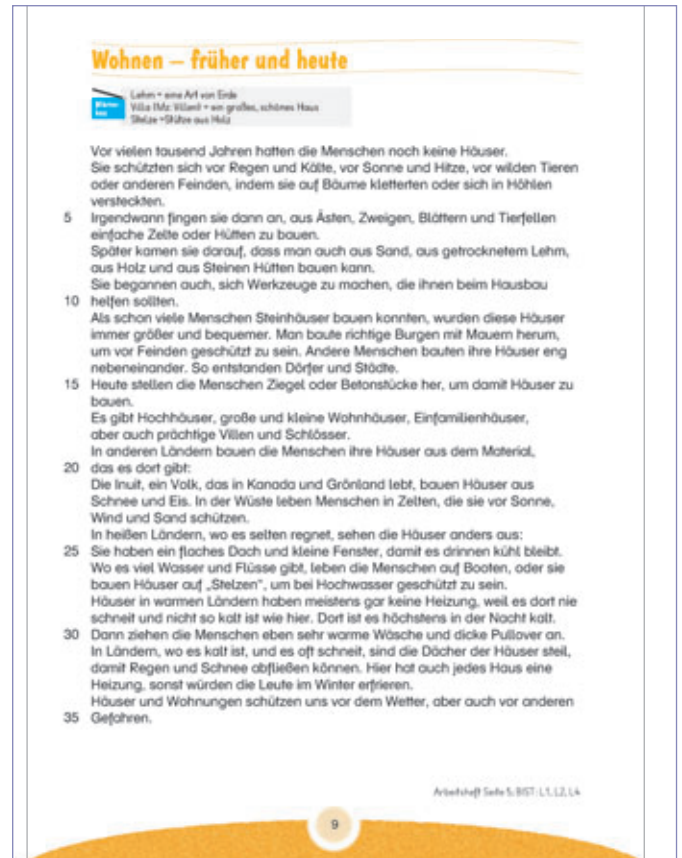 Wohnen – früher und heute
Wörter-
box
Lehm = eine Art von Erde
Villa (Mz: Villen) = ein großes, schönes Haus
Stelze =Stütze aus Holz
Vor vielen tausend Jahren hatten die Menschen noch keine Häuser.
Sie schützten sich vor Regen und Kälte, vor Sonne und Hitze, vor wilden Tieren
oder anderen Feinden, indem sie auf Bäume kletterten oder sich in Höhlen
versteckten.
5 Irgendwann fingen sie dann an, aus Ästen, Zweigen, Blättern und Tierfellen
einfache Zelte oder Hütten zu bauen.
Später kamen sie darauf, dass man auch aus Sand, aus getrocknetem Lehm,
aus Holz und aus Steinen Hütten bauen kann.
Sie begannen auch, sich Werkzeuge zu machen, die ihnen beim Hausbau
10 helfen sollten.
Als schon viele Menschen Steinhäuser bauen konnten, wurden diese Häuser
immer größer und bequemer. Man baute richtige Burgen mit Mauern herum,
um vor Feinden geschützt zu sein. Andere Menschen bauten ihre Häuser eng
nebeneinander. So entstanden Dörfer und Städte.
15 Heute stellen die Menschen Ziegel oder Betonstücke her, um damit Häuser zu
bauen.
Es gibt Hochhäuser, große und kleine Wohnhäuser, Einfamilienhäuser,
aber auch prächtige Villen und Schlösser.
In anderen Ländern bauen die Menschen ihre Häuser aus dem Material,
20 das es dort gibt:
Die Inuit, ein Volk, das in Kanada und Grönland lebt, bauen Häuser aus
Schnee und Eis. In der Wüste leben Menschen in Zelten, die sie vor Sonne,
Wind und Sand schützen.
In heißen Ländern, wo es selten regnet, sehen die Häuser anders aus:
25 Sie haben ein flaches Dach und kleine Fenster, damit es drinnen kühl bleibt.
Wo es viel Wasser und Flüsse gibt, leben die Menschen auf Booten, oder sie
bauen Häuser auf „Stelzen", um bei Hochwasser geschützt zu sein.
Häuser in warmen Ländern haben meistens gar keine Heizung, weil es dort nie
schneit und nicht so kalt ist wie hier. Dort ist es höchstens in der Nacht kalt.
30 Dann ziehen die Menschen eben sehr warme Wäsche und dicke Pullover an.
In Ländern, wo es kalt ist, und es oft schneit, sind die Dächer der Häuser steil,
damit Regen und Schnee abfließen können. Hier hat auch jedes Haus eine
Heizung, sonst würden die Leute im Winter erfrieren.
Häuser und Wohnungen schützen uns vor dem Wetter, aber auch vor anderen
35 Gefahren.
Arbeitsheft Seite 5; BIST: L1, L2, L4
9